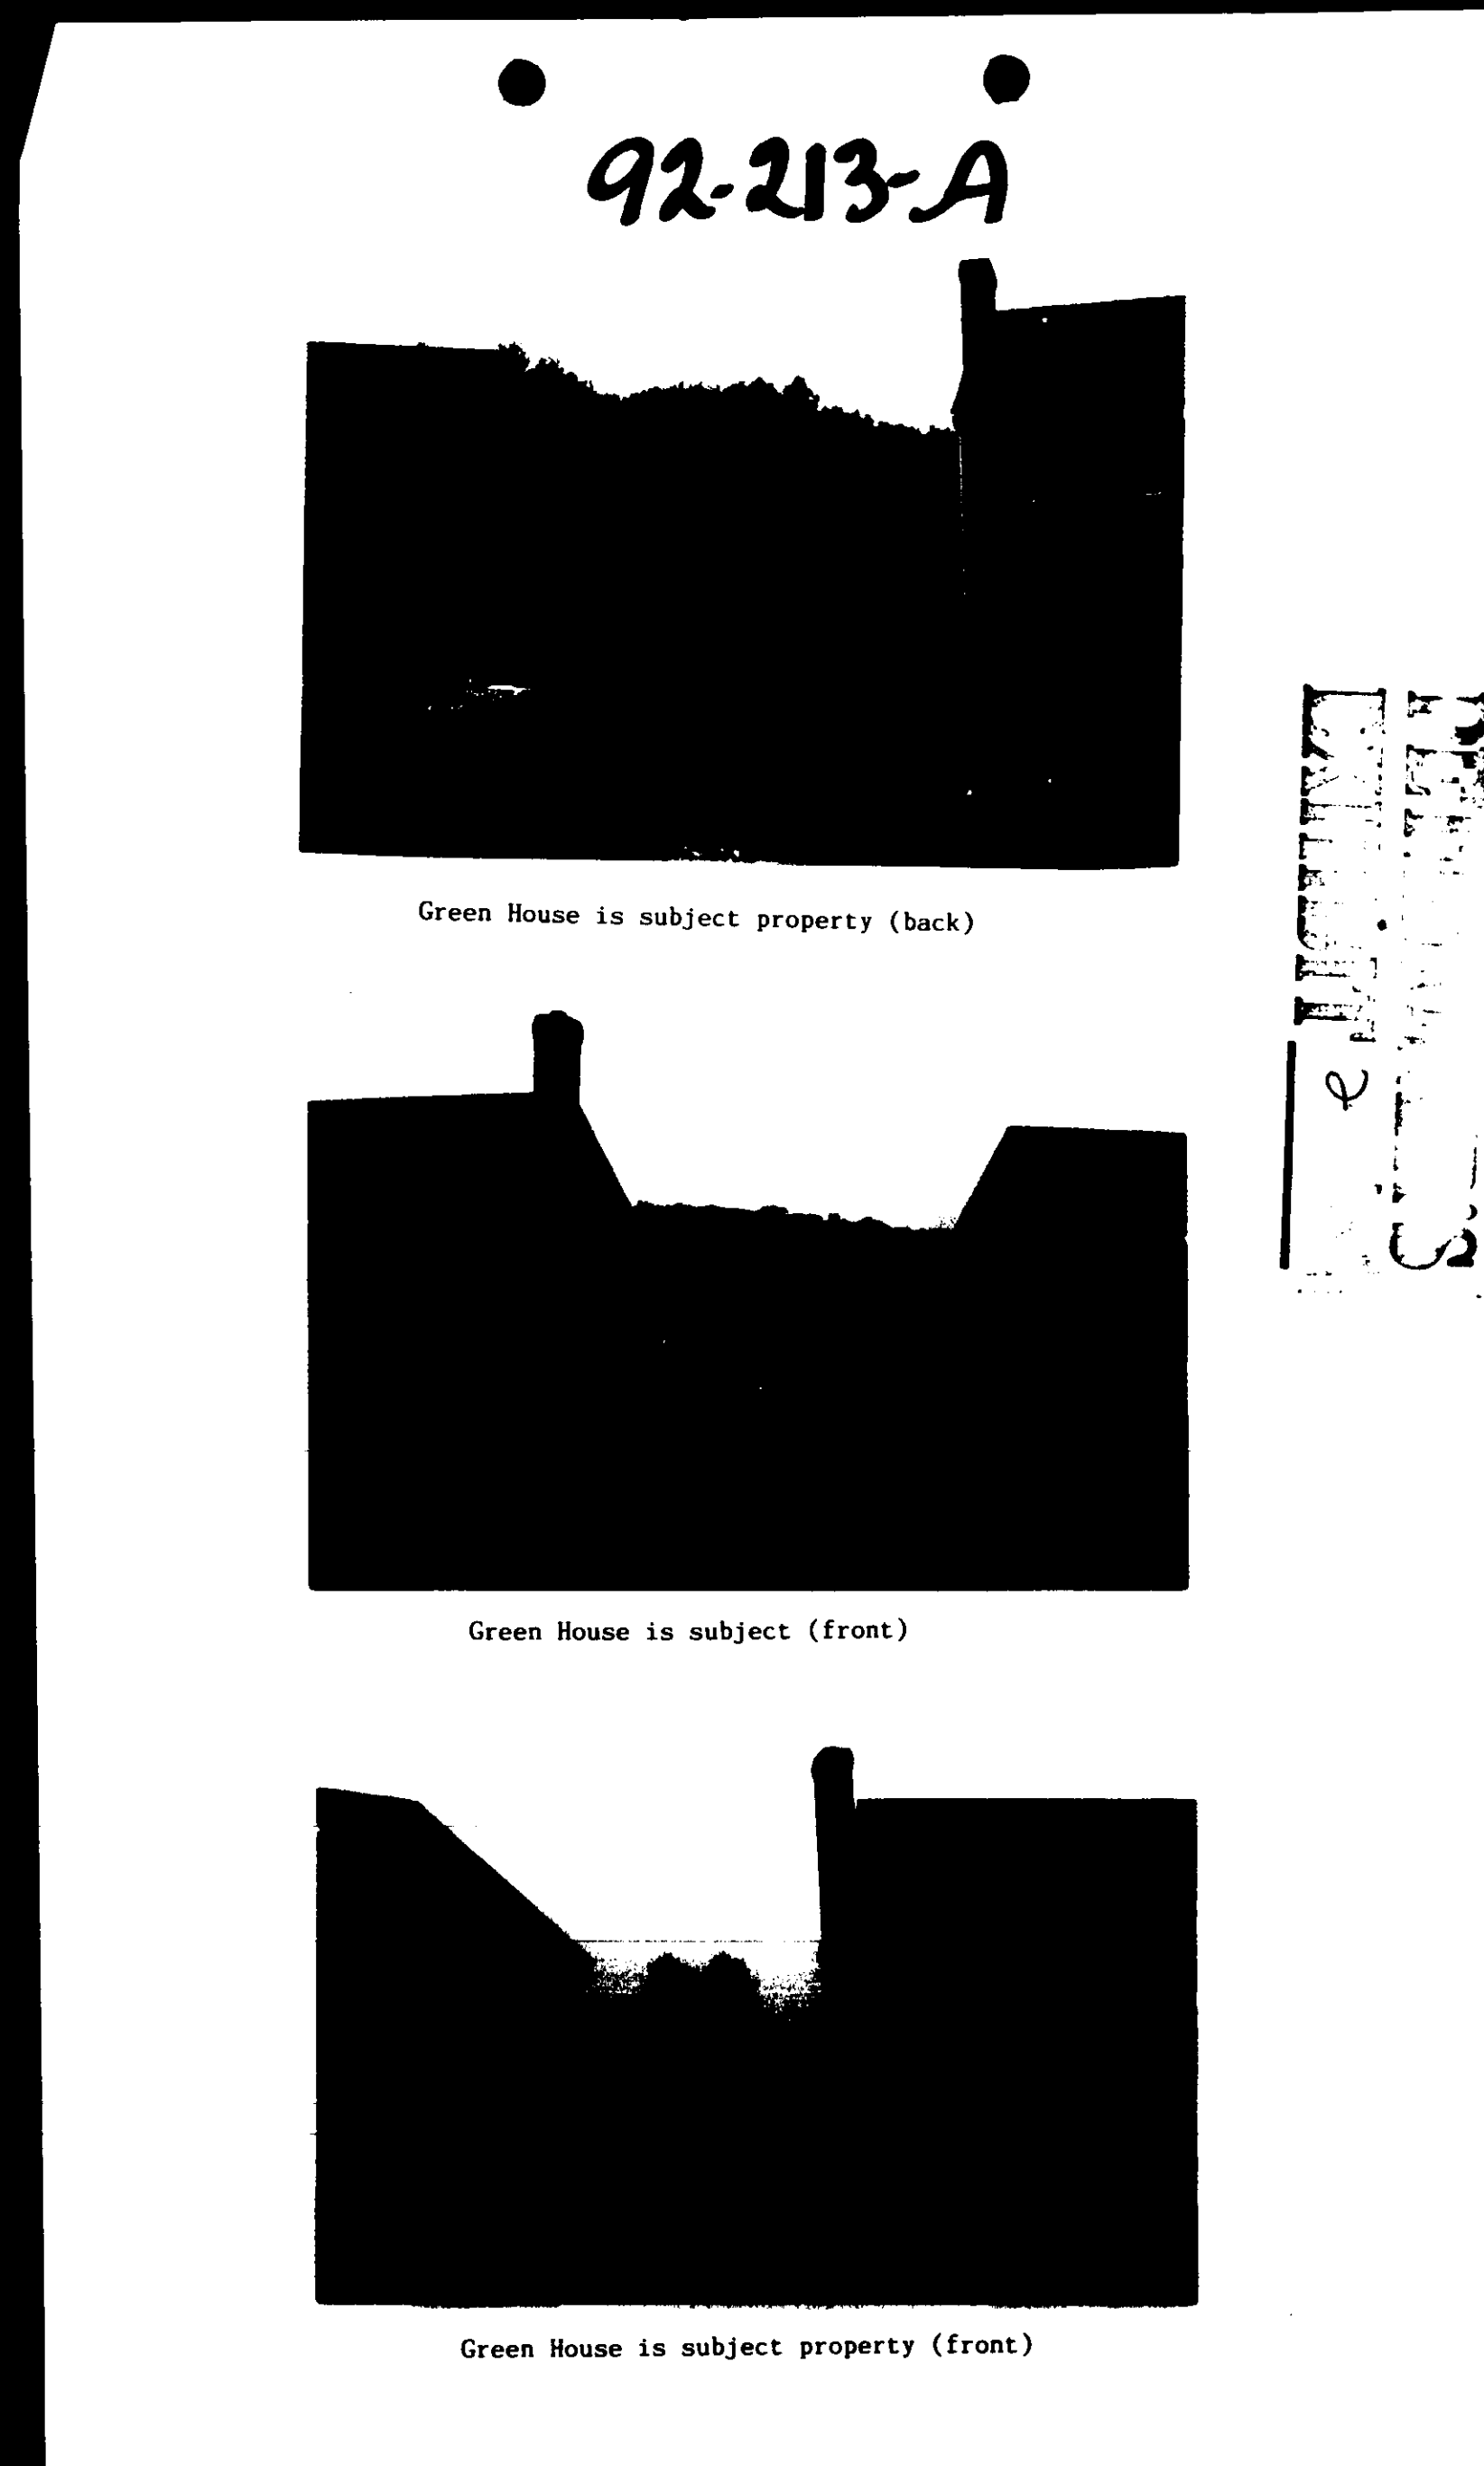 92-213-A
Green House is subject property (back)
Green House is subject (front)
Green House is subject property (front)